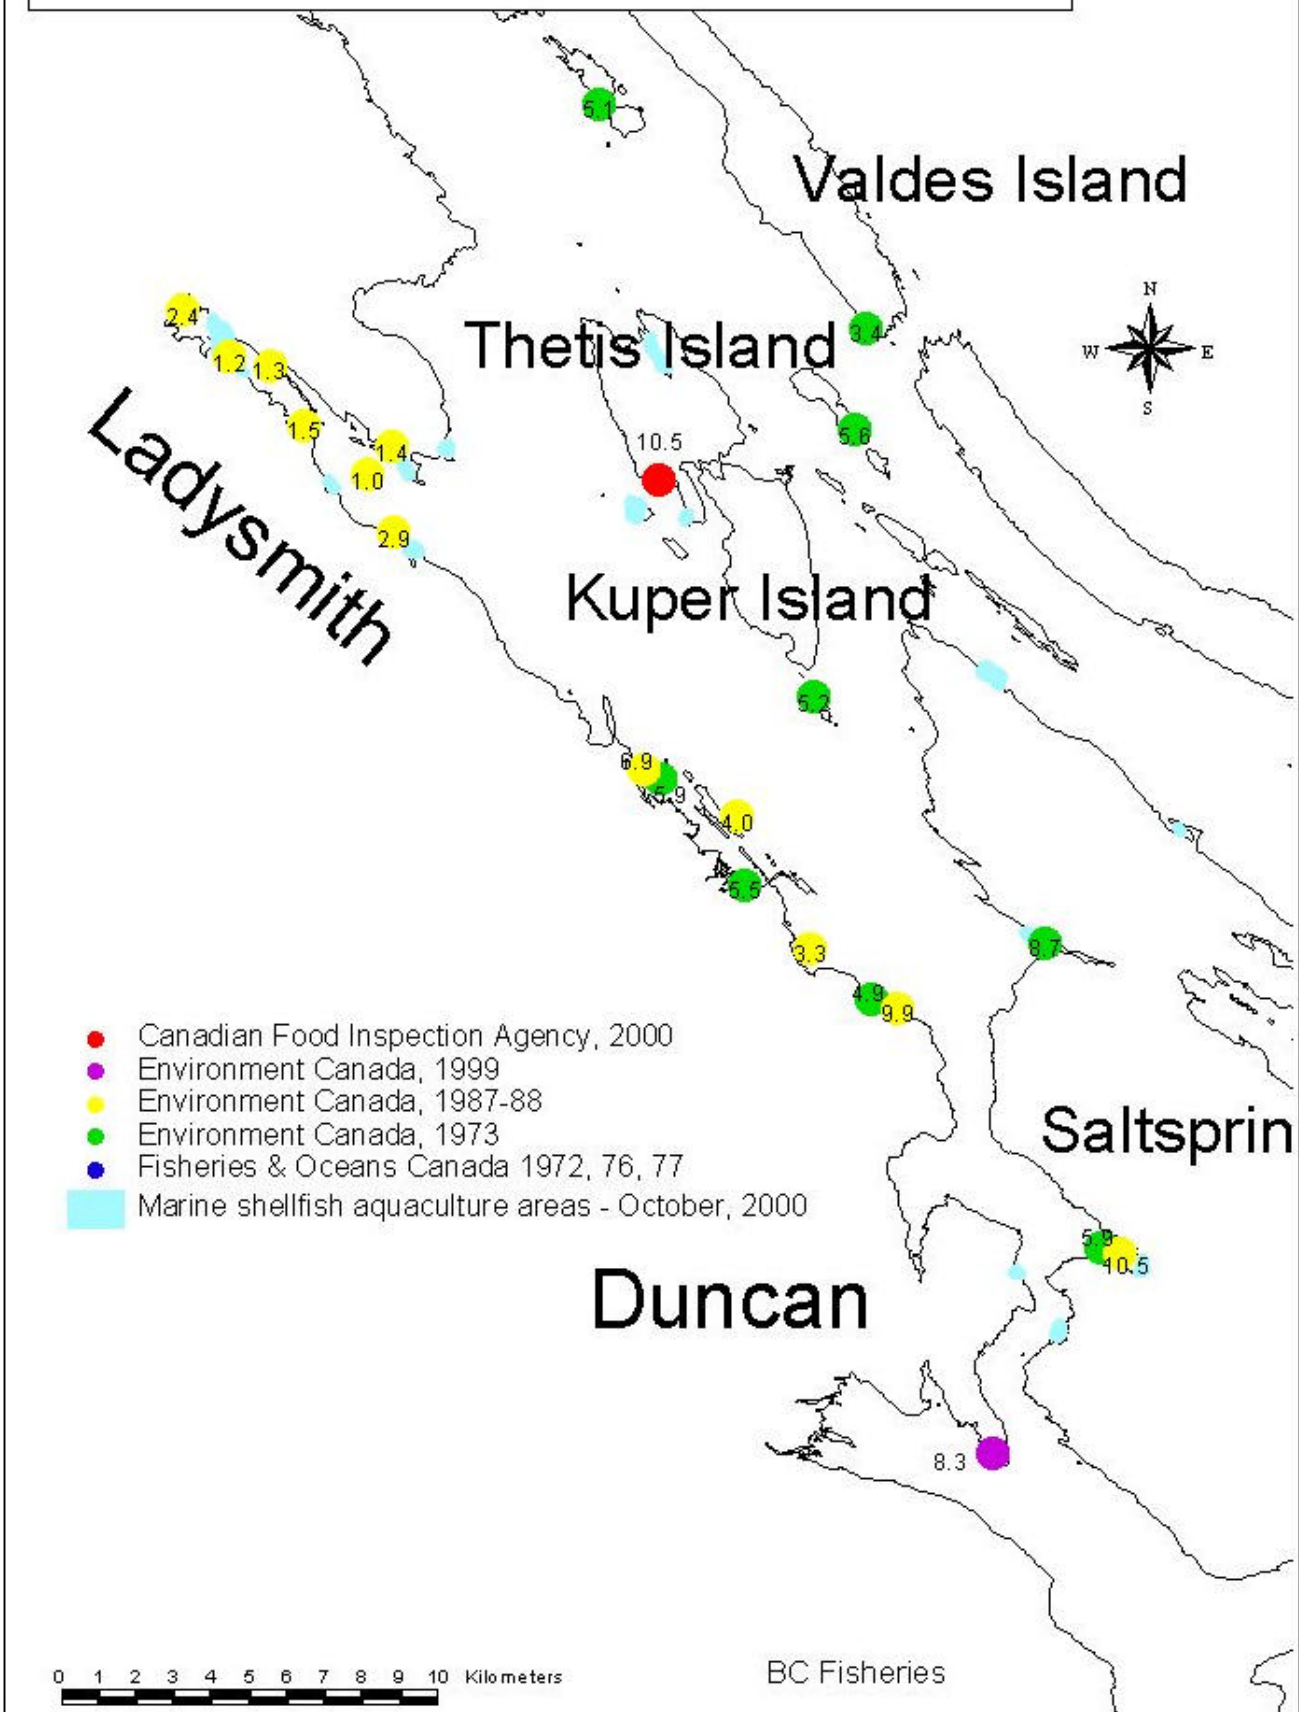 5.1
Valdes Island
N
W E
S
2.4
Thetis Island
3.4
1.2
1.3
1.5
1.4
1.0
10.5
5.6
2.9
Ladysmith
Kuper Island
5.2
6.9
5.9
4.0
5.5
3.3
8.7
4.9
9.9
Canadian Food Inspection Agency, 2000
Environment Canada, 1999
Environment Canada, 1987-88
Environment Canada, 1973
Fisheries & Oceans Canada 1972, 76, 77
Marine shellfish aquaculture areas - October, 2000
Saltsprin
5.9
10.5
Duncan
8.3
0 1 2 3 4 5 6 7 8 9 10 Kilometers
BC Fisheries